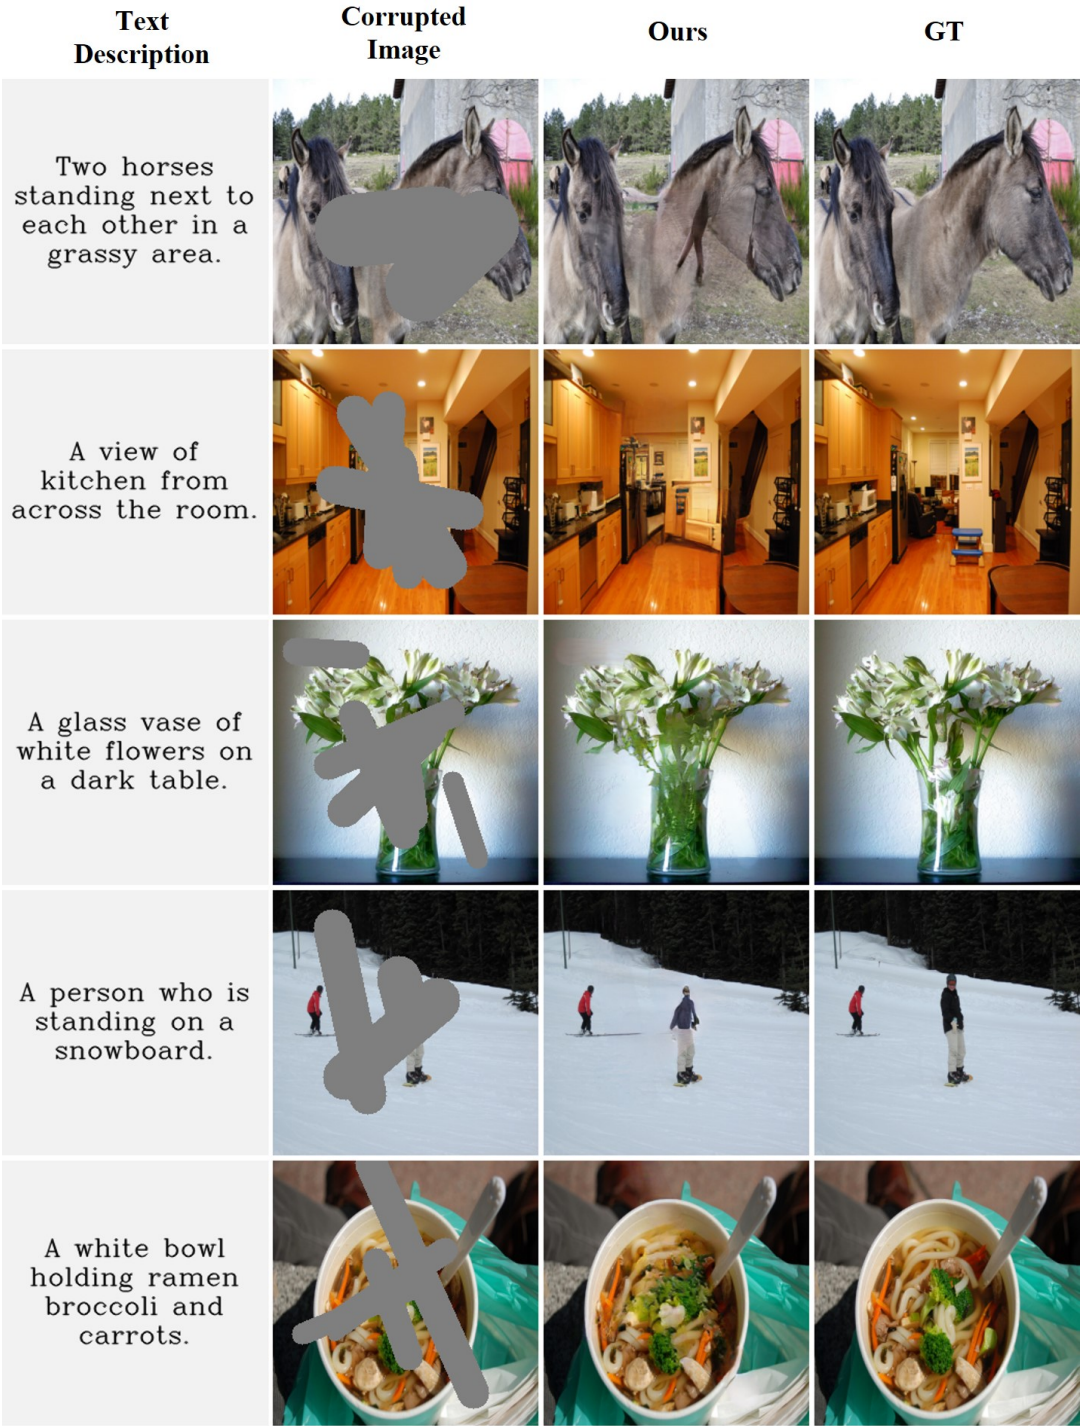 Text
Description
Corrupted
Image
Ours
GT
Two horses
standing next to
each other in a
grassy area.
A view of
kitchen from
across the room.
A glass vase of
white flowers on
a dark table.
A person who is
standing on a
snowboard.
A white bowl
holding ramen
broccoli and
carrots.